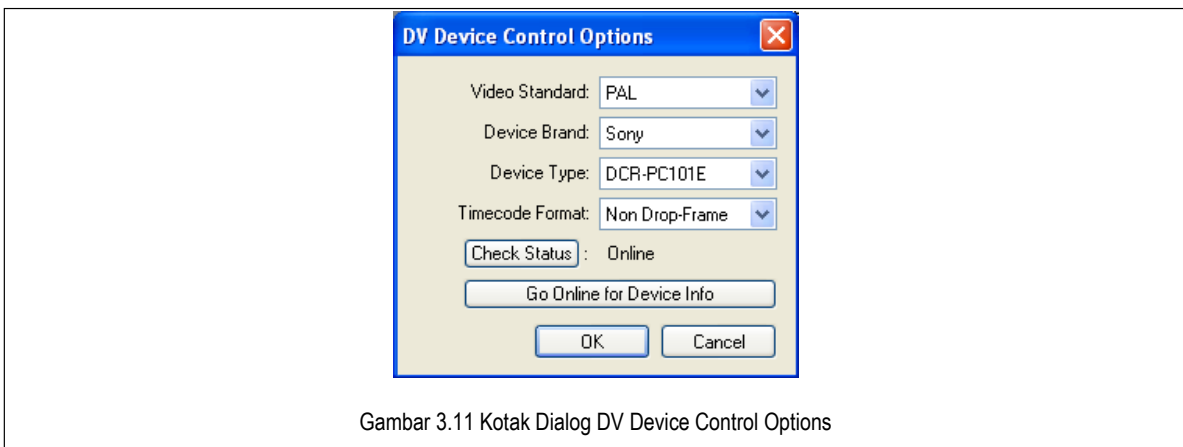 DV Device Control Options
Video Standard: PAL
Device Brand: Sony
Device Type: DCR-PC101E
Timecode Format: Non Drop-Frame
Check Status : Online
Go Online for Device Info
OK Cancel
Gambar 3.11 Kotak Dialog DV Device Control Options